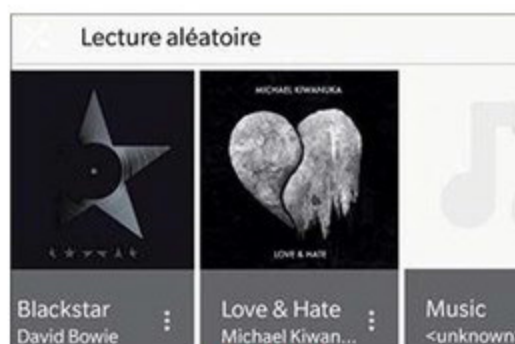 Lecture aléatoire
MICHAEL KIWANUKA
LOVE & HATE
Blackstar
David Bowie
Love & Hate
Michael Kiwan...
Music
<unknown